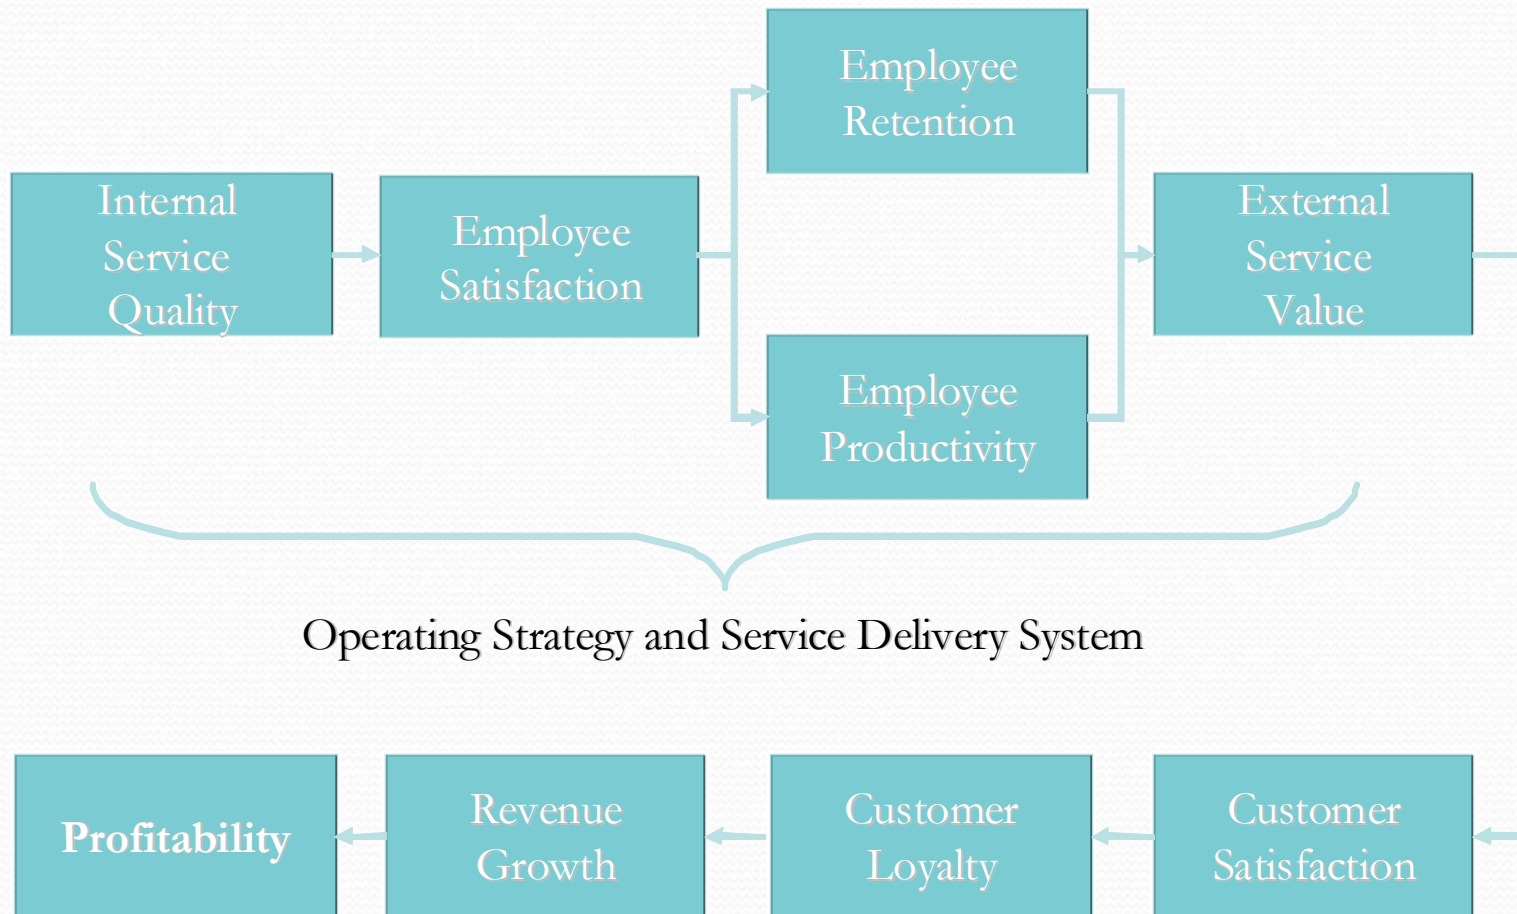 Employee
Retention
Internal
Service
Quality
Employee
Satisfaction
External
Service
Value
Employee
Productivity
Operating Strategy and Service Delivery System
Profitability
Revenue
Growth
Customer
Loyalty
Customer
Satisfaction